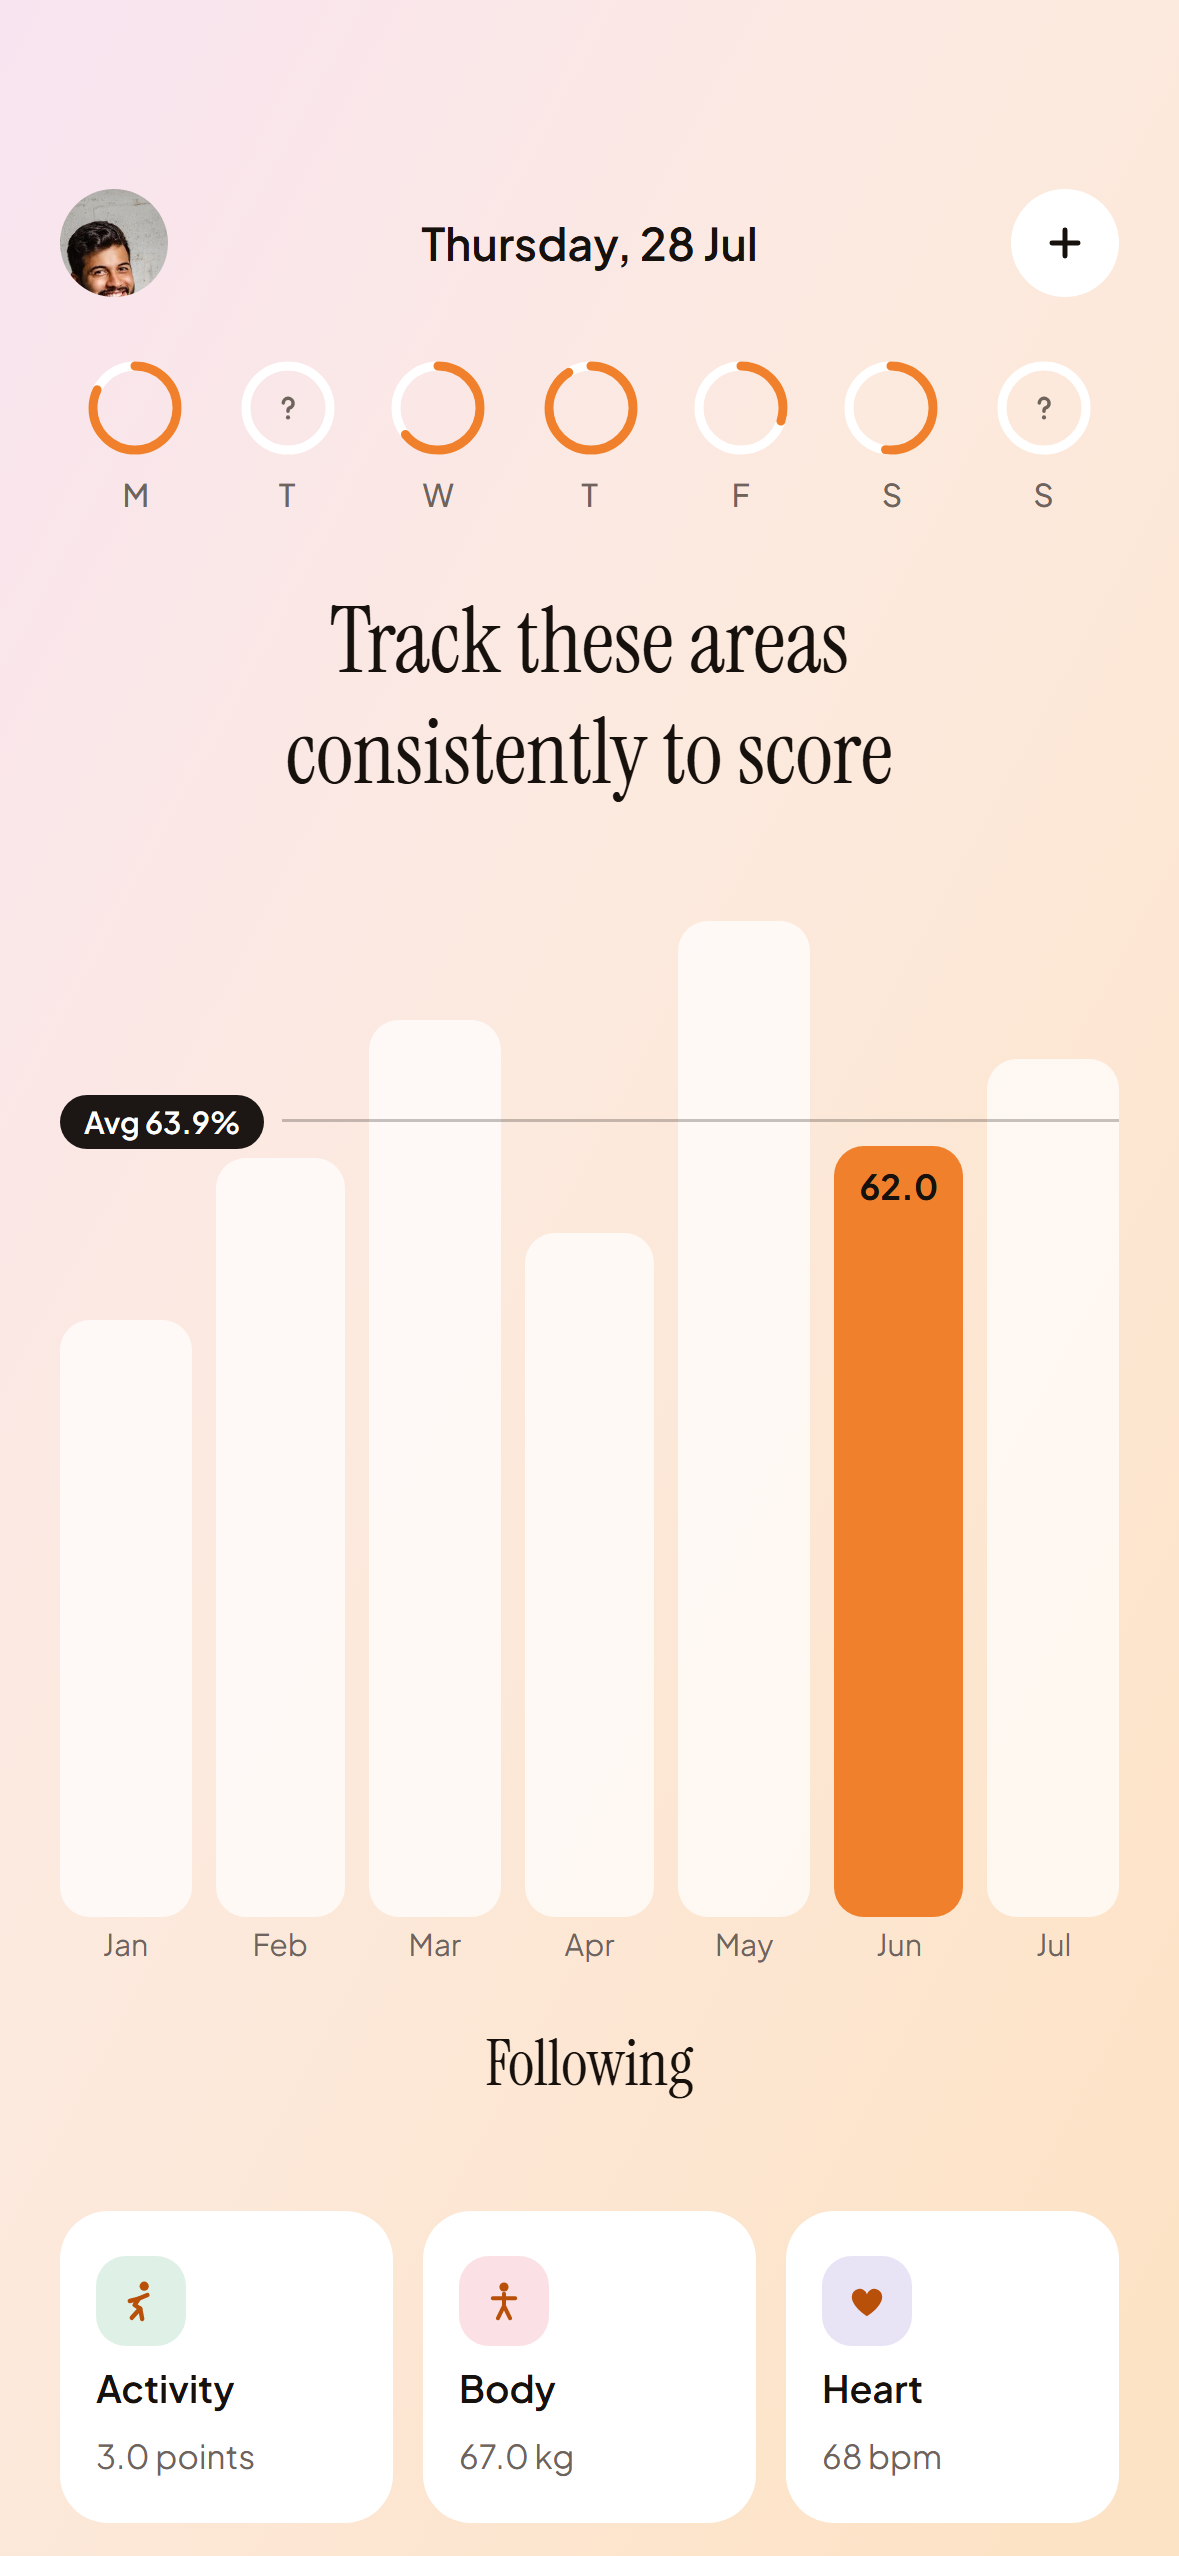 Thursday, 28 Jul
? ?
M T W T F S S
Track these areas
consistently to score
Avg 63.9%
62.0
Jan Feb Mar Apr May Jun Jul
Following
Activity Body Heart
3.0 points 67.0 kg 68 bpm